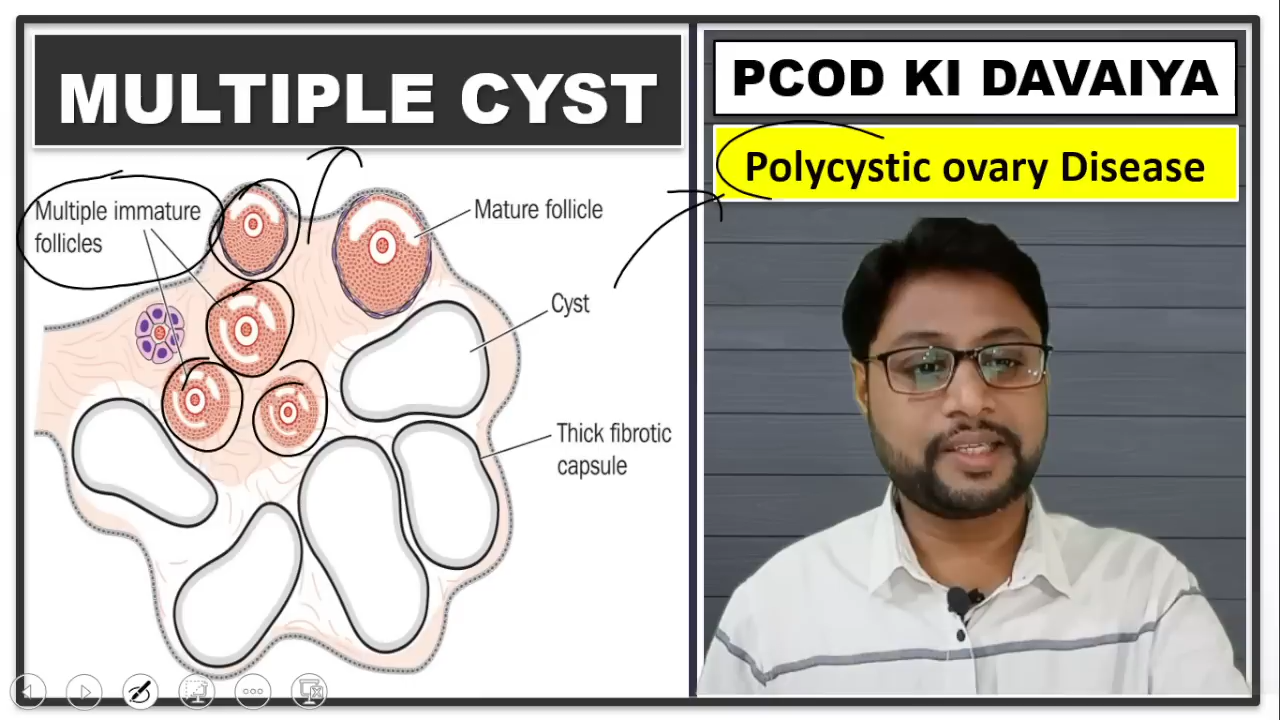 MULTIPLE CYST
Multiple immature
follicles
Mature follicle
Cyst
Thick fibrotic
capsule
PCOD KI DAVAIYA
Polycystic ovary Disease